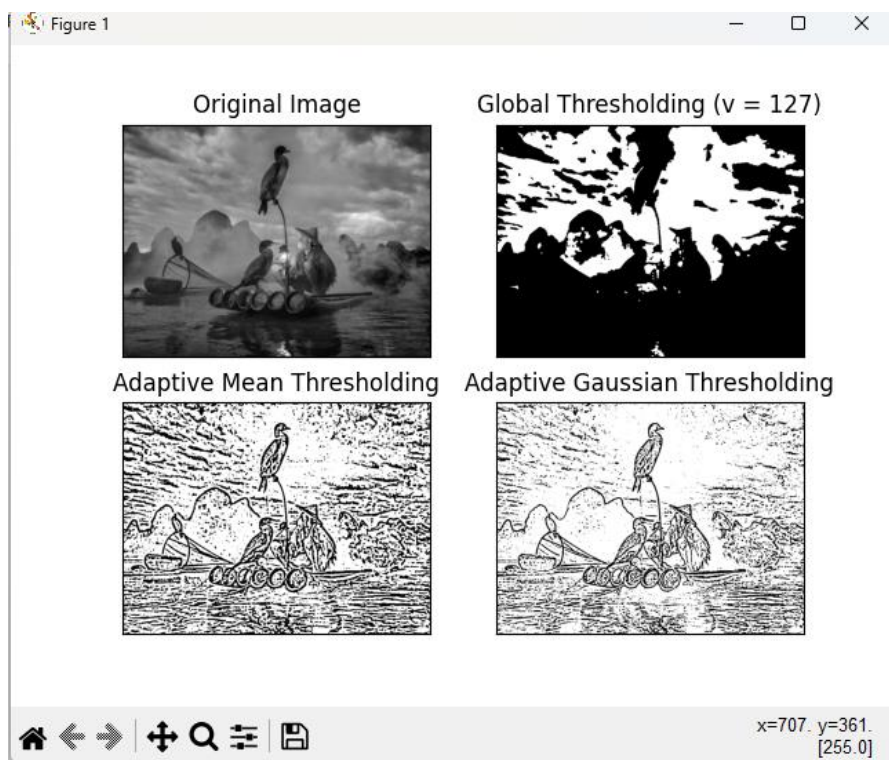 Figure 1
Original Image
Global Thresholding (v = 127)
Adaptive Mean Thresholding
Adaptive Gaussian Thresholding
x=707. y=361.
[255.0]